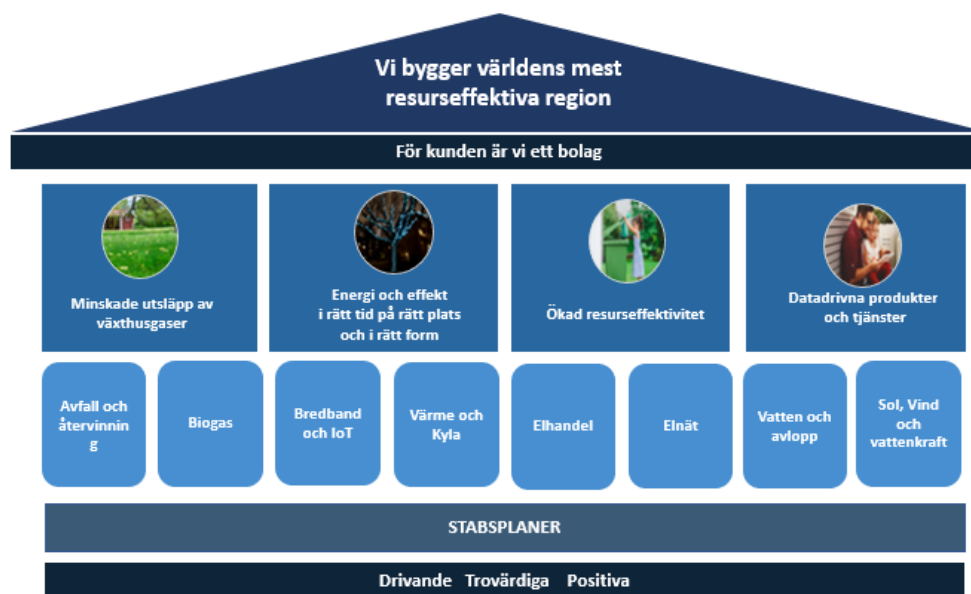 Vi bygger världens mest
resurseffektiva region
För kunden är vi ett bolag
Minskade utsläpp av
växthusgaser
Energi och effekt
i rätt tid på rätt plats
och i rätt form
Ökad resurseffektivitet
Datadrivna produkter
och tjänster
Avfall och
återvinnin
g
Biogas
Bredband
och IoT
Värme och
Kyla
Elhandel
Elnät
Vatten och
avlopp
Sol, Vind
och
vattenkraft
STABSPLANER
Drivande Trovärdiga Positiva